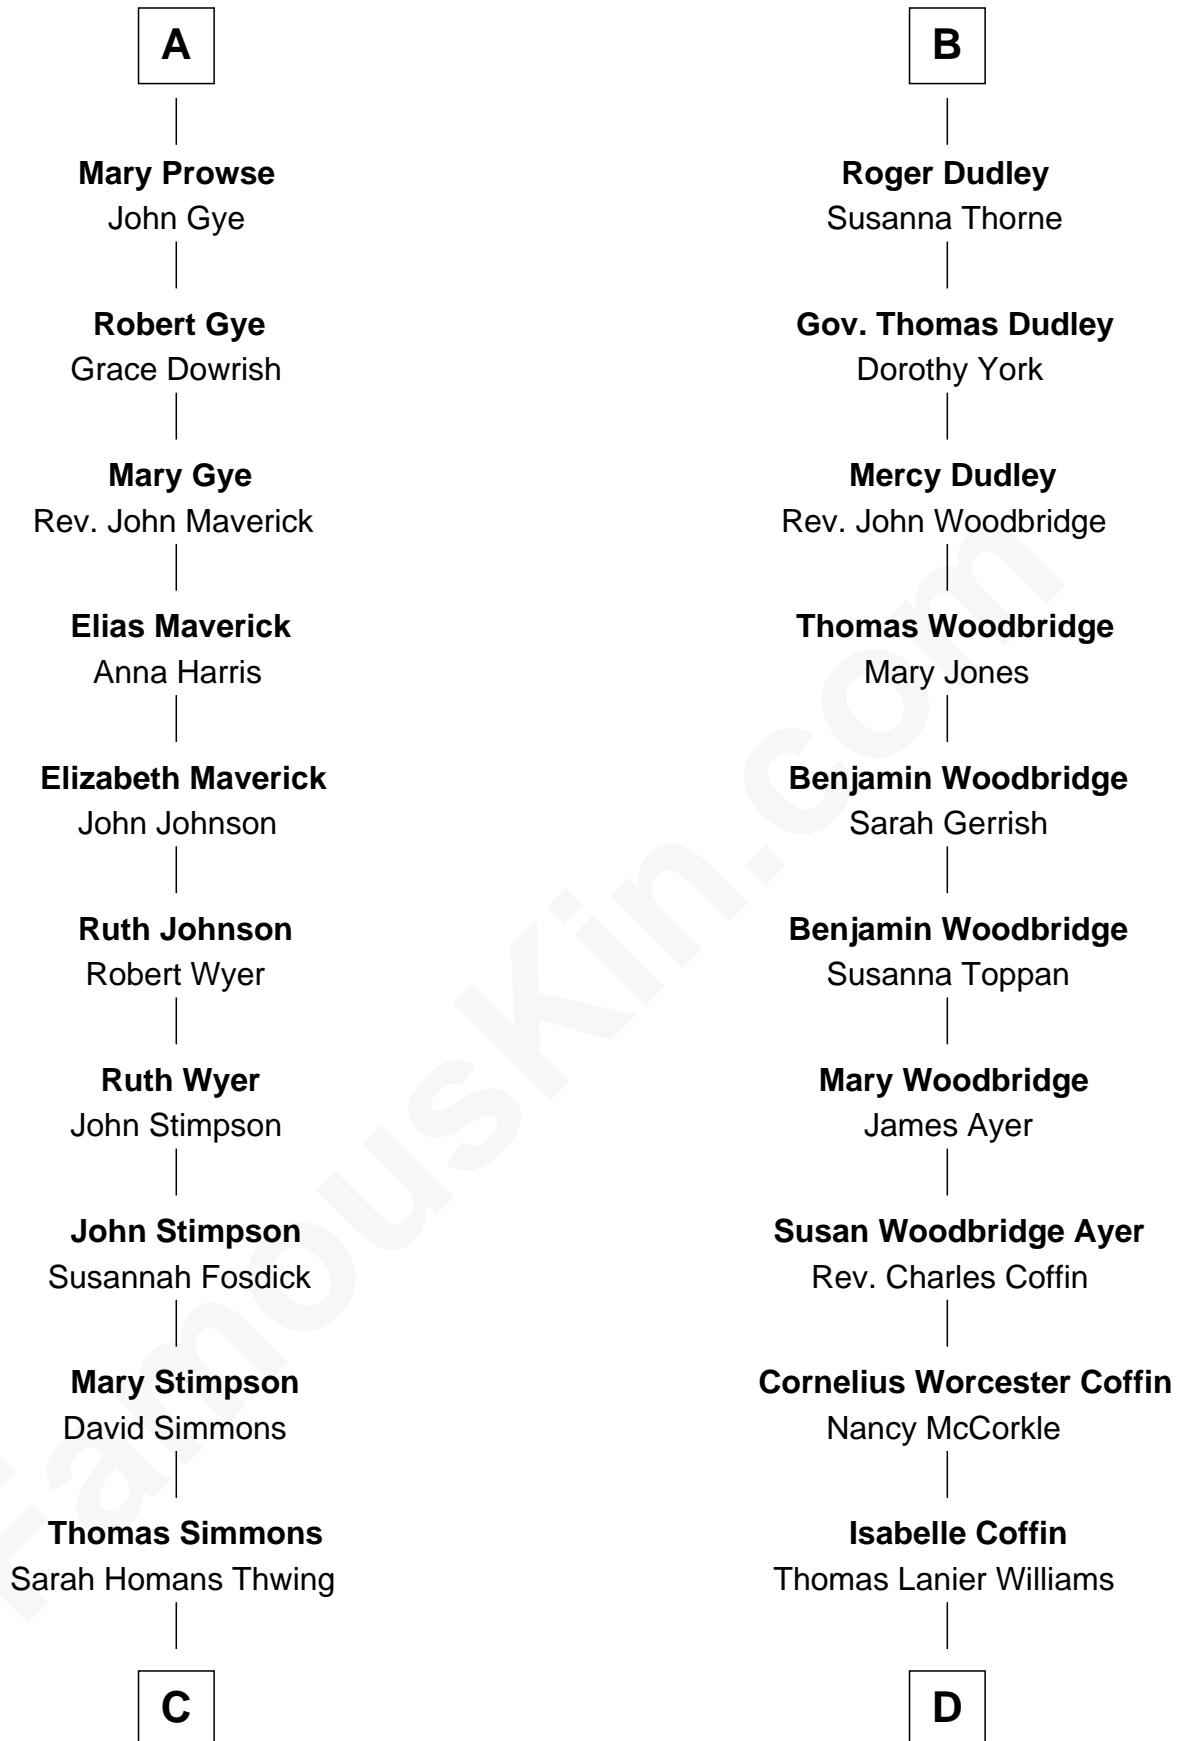 A
Mary Prowse
John Gye
Robert Gye
Grace Dowrish
Mary Gye
Rev. John Maverick
Elias Maverick
Anna Harris
Elizabeth Maverick
John Johnson
Ruth Johnson
Robert Wyer
Ruth Wyer
John Stimpson
John Stimpson
Susannah Fosdick
Mary Stimpson
David Simmons
Thomas Simmons
Sarah Homans Thwing
C
B
Roger Dudley
Susanna Thorne
Gov. Thomas Dudley
Dorothy York
Mercy Dudley
Rev. John Woodbridge
Thomas Woodbridge
Mary Jones
Benjamin Woodbridge
Sarah Gerrish
Benjamin Woodbridge
Susanna Toppan
Mary Woodbridge
James Ayer
Susan Woodbridge Ayer
Rev. Charles Coffin
Cornelius Worcester Coffin
Nancy McCorkle
Isabelle Coffin
Thomas Lanier Williams
D
FamousKin.com